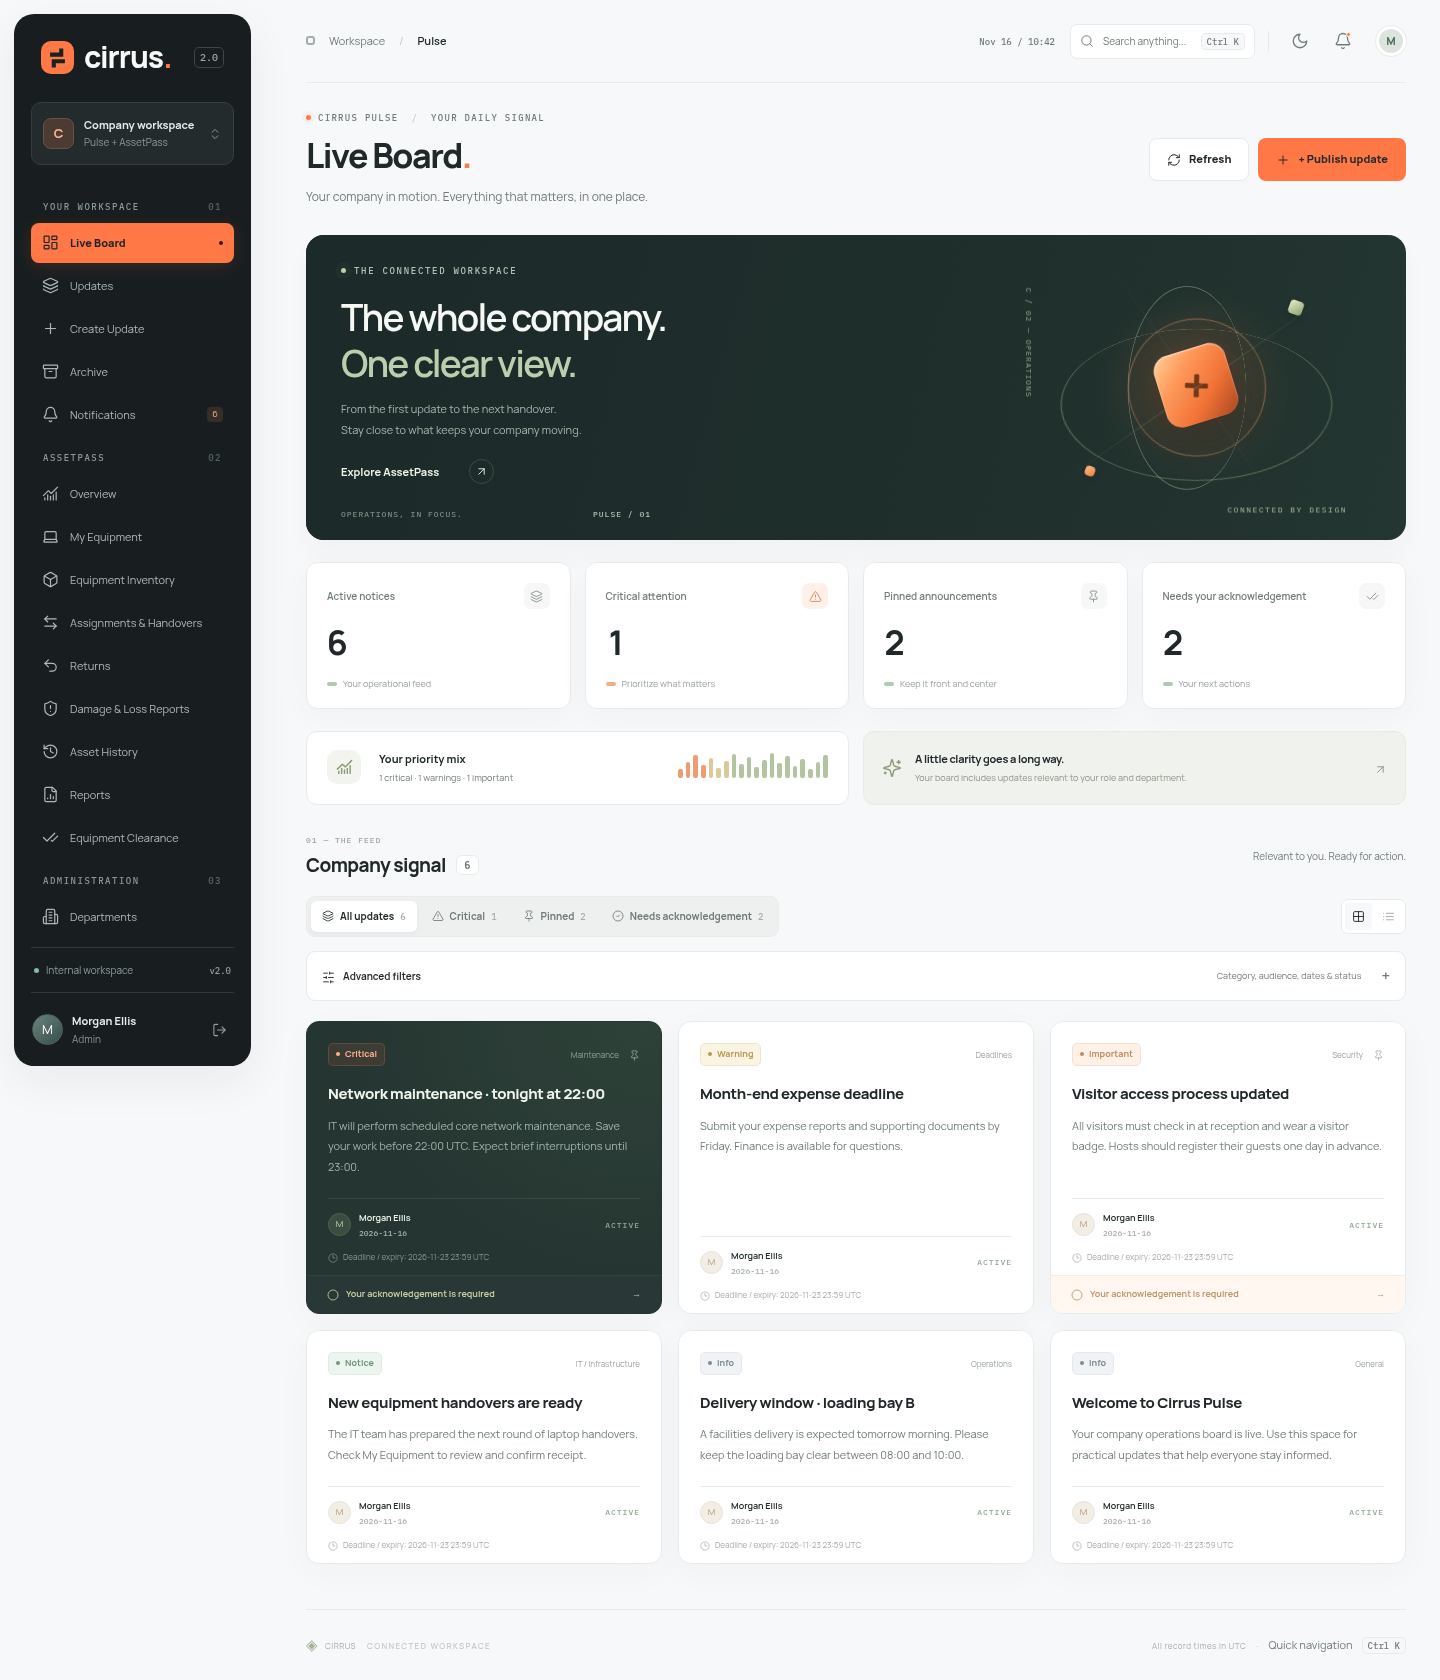 cirrus.
2.0
C
Company workspace
Pulse + AssetPass
YOUR WORKSPACE 01
Live Board
Updates
Create Update
Archive
Notifications 6
ASSETPASS 02
Overview
My Equipment
Equipment Inventory
Assignments & Handovers
Returns
Damage & Loss Reports
Asset History
Reports
Equipment Clearance
ADMINISTRATION 03
Departments
Internal workspace v2.0
M
Morgan Ellis
Admin
Workspace / Pulse
Nov 16 / 10:42
Search anything... Ctrl K
M
CIRRUS PULSE / YOUR DAILY SIGNAL
Live Board.
Your company in motion. Everything that matters, in one place.
Refresh
+ Publish update
THE CONNECTED WORKSPACE
The whole company.
One clear view.
From the first update to the next handover.
Stay close to what keeps your company moving.
Explore AssetPass
OPERATIONS, IN FOCUS.
PULSE / 01
C / 02 — OPERATIONS
CONNECTED BY DESIGN
Active notices
6
Your operational feed
Critical attention
1
Prioritize what matters
Pinned announcements
2
Keep it front and center
Needs your acknowledgement
2
Your next actions
Your priority mix
1 critical · 1 warnings · 1 important
A little clarity goes a long way.
Your board includes updates relevant to your role and department.
01 — THE FEED
Company signal 6
Relevant to you. Ready for action.
All updates 6
Critical 1
Pinned 2
Needs acknowledgement 2
Advanced filters
Category, audience, dates & status +
Critical
Maintenance
Network maintenance · tonight at 22:00
IT will perform scheduled core network maintenance. Save
your work before 22:00 UTC. Expect brief interruptions until
23:00.
M
Morgan Ellis
2026-11-16
ACTIVE
Deadline / expiry: 2026-11-23 23:59 UTC
Your acknowledgement is required →
Warning
Deadlines
Month-end expense deadline
Submit your expense reports and supporting documents by
Friday. Finance is available for questions.
M
Morgan Ellis
2026-11-16
ACTIVE
Deadline / expiry: 2026-11-23 23:59 UTC
Important
Security
Visitor access process updated
All visitors must check in at reception and wear a visitor
badge. Hosts should register their guests one day in advance.
M
Morgan Ellis
2026-11-16
ACTIVE
Deadline / expiry: 2026-11-23 23:59 UTC
Your acknowledgement is required →
Notice
IT / Infrastructure
New equipment handovers are ready
The IT team has prepared the next round of laptop handovers.
Check My Equipment to review and confirm receipt.
M
Morgan Ellis
2026-11-16
ACTIVE
Deadline / expiry: 2026-11-23 23:59 UTC
Info
Operations
Delivery window · loading bay B
A facilities delivery is expected tomorrow morning. Please
keep the loading bay clear between 08:00 and 10:00.
M
Morgan Ellis
2026-11-16
ACTIVE
Deadline / expiry: 2026-11-23 23:59 UTC
Info
General
Welcome to Cirrus Pulse
Your company operations board is live. Use this space for
practical updates that help everyone stay informed.
M
Morgan Ellis
2026-11-16
ACTIVE
Deadline / expiry: 2026-11-23 23:59 UTC
CIRRUS CONNECTED WORKSPACE
All record times in UTC · Quick navigation Ctrl K